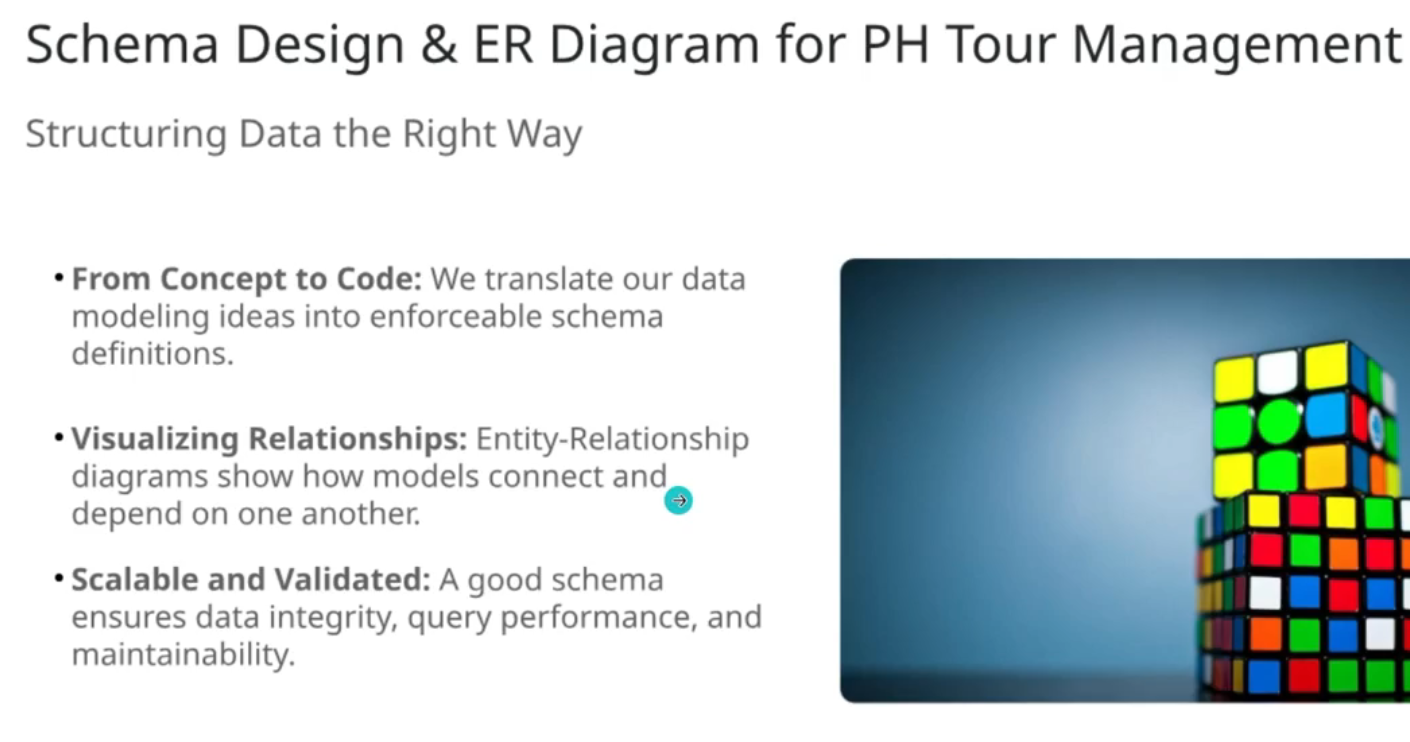 Schema Design & ER Diagram for PH Tour Management
Structuring Data the Right Way
• From Concept to Code: We translate our data
modeling ideas into enforceable schema
definitions.
• Visualizing Relationships: Entity-Relationship
diagrams show how models connect and
depend on one another.
• Scalable and Validated: A good schema
ensures data integrity, query performance, and
maintainability.